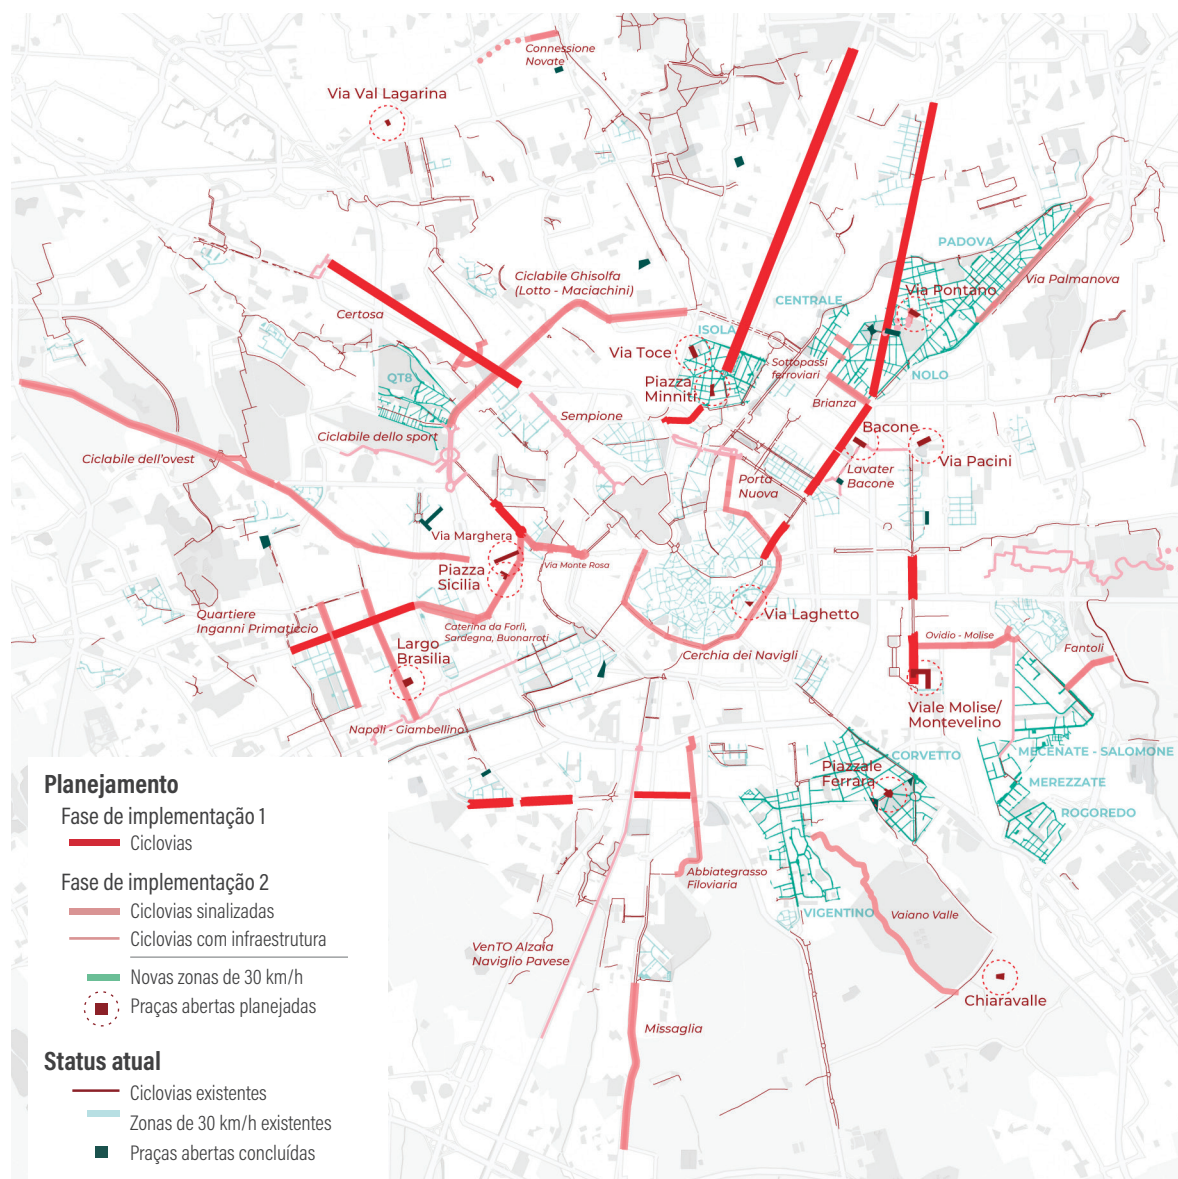 Connessione
Novate
Via Val Lagarina
PADOVA
Ciclabile Ghisolfa
(Lotto - Maciachini)
Via Palmanova
Via Pontano
CENTRALE
Certosa
ISOLA
Via Toce
Sottopassi
ferroviari
QT8
Piazza
Minniti
NOLO
Brianza
Sempione
Bacone
Ciclabile dello sport
Ciclabile dell'ovest
Via Pacini
Lavater
Bacone
Porta
Nuova
Via Marghera
Piazza
Sicilia
Via Monte Rosa
Quartiere
Inganni Primaticcio
Via Laghetto
Caterina da Forlì,
Sardegna, Buonarroti
Largo
Brasilia
Ovidio - Molise
Fantoli
Cerchia dei Navigli
Viale Molise/
Montevelino
Napoli - Giambellino
CORVETTO
MECENATE - SALOMONE
Piazzale
Ferrara
MEREZZATE
ROGOREDO
Abbiategrasso
Filoviaria
VIGENTINO
Vaiano Valle
VenTO Alzaia
Naviglio Pavese
Chiaravalle
Missaglia
Planejamento
Fase de implementação 1
Ciclovias
Fase de implementação 2
Ciclovias sinalizadas
Ciclovias com infraestrutura
Novas zonas de 30 km/h
Praças abertas planejadas
Status atual
Ciclovias existentes
Zonas de 30 km/h existentes
Praças abertas concluídas